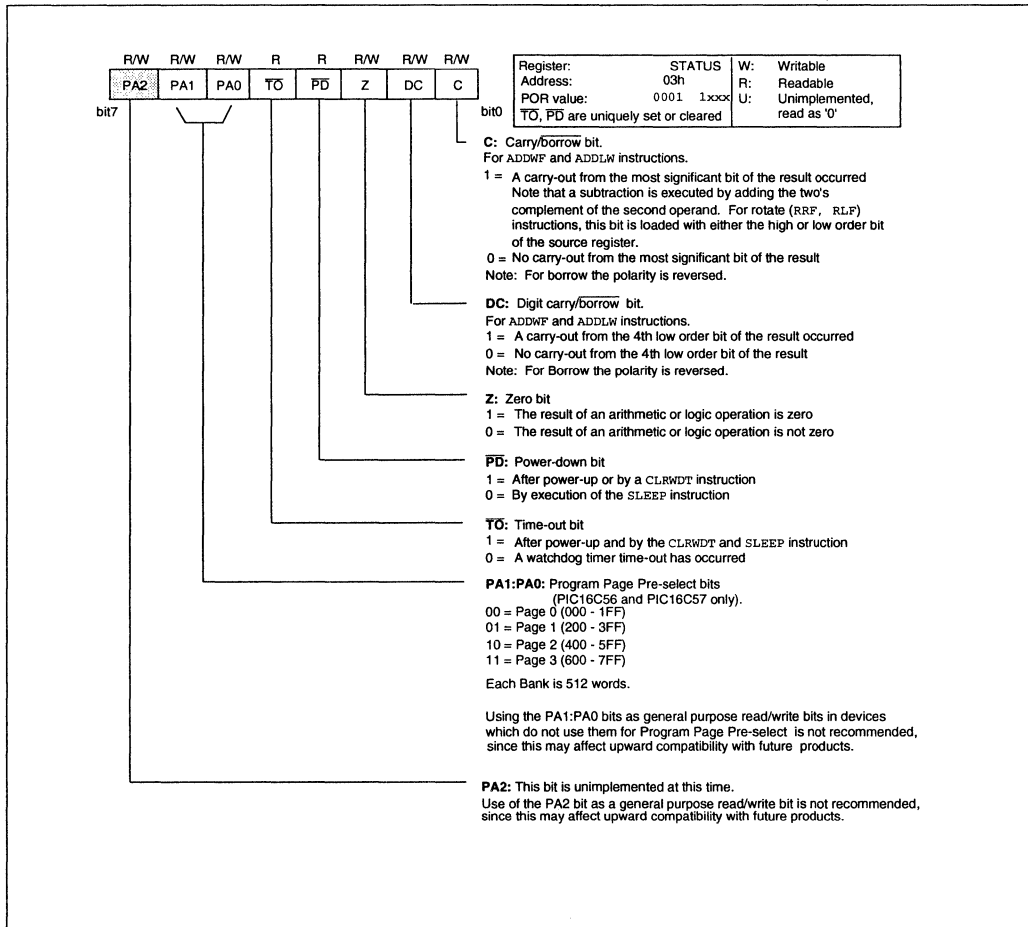 R/W R/W R/W R R R/W R/W R/W
PA2 PA1 PA0 T̅O̅ P̅D̅ Z DC C
bit7 bit0
Register: STATUS
Address: 03h
POR value: 0001 1xxx
T̅O̅, P̅D̅ are uniquely set or cleared
W: Writable
R: Readable
U: Unimplemented,
read as '0'
C: Carry/b̅o̅r̅r̅o̅w̅ bit.
For ADDWF and ADDLW instructions.
1 = A carry-out from the most significant bit of the result occurred
Note that a subtraction is executed by adding the two's
complement of the second operand. For rotate (RRF, RLF)
instructions, this bit is loaded with either the high or low order bit
of the source register.
0 = No carry-out from the most significant bit of the result
Note: For borrow the polarity is reversed.
DC: Digit carry/b̅o̅r̅r̅o̅w̅ bit.
For ADDWF and ADDLW instructions.
1 = A carry-out from the 4th low order bit of the result occurred
0 = No carry-out from the 4th low order bit of the result
Note: For Borrow the polarity is reversed.
Z: Zero bit
1 = The result of an arithmetic or logic operation is zero
0 = The result of an arithmetic or logic operation is not zero
P̅D̅: Power-down bit
1 = After power-up or by a CLRWDT instruction
0 = By execution of the SLEEP instruction
T̅O̅: Time-out bit
1 = After power-up and by the CLRWDT and SLEEP instruction
0 = A watchdog timer time-out has occurred
PA1:PA0: Program Page Pre-select bits
(PIC16C56 and PIC16C57 only).
00 = Page 0 (000 - 1FF)
01 = Page 1 (200 - 3FF)
10 = Page 2 (400 - 5FF)
11 = Page 3 (600 - 7FF)
Each Bank is 512 words.
Using the PA1:PA0 bits as general purpose read/write bits in devices
which do not use them for Program Page Pre-select is not recommended,
since this may affect upward compatibility with future products.
PA2: This bit is unimplemented at this time.
Use of the PA2 bit as a general purpose read/write bit is not recommended,
since this may affect upward compatibility with future products.